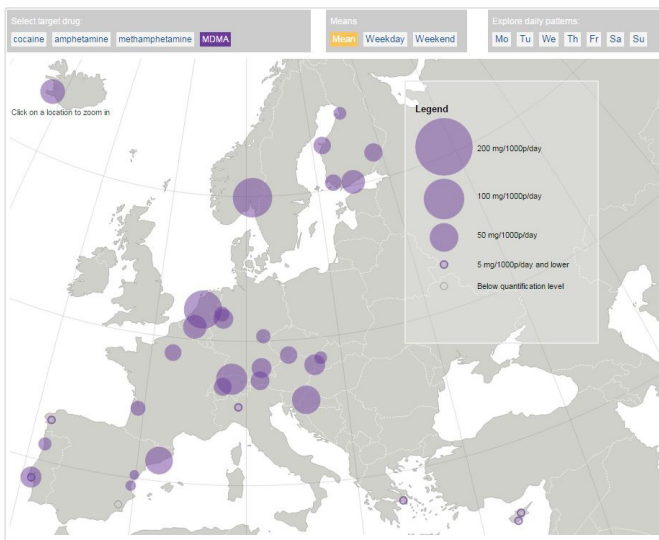 Select target drug:
cocaine amphetamine methamphetamine MDMA
Means
Mean Weekday Weekend
Explore daily patterns:
Mo Tu We Th Fr Sa Su
Click on a location to zoom in
Legend
200 mg/1000p/day
100 mg/1000p/day
50 mg/1000p/day
5 mg/1000p/day and lower
Below quantification level